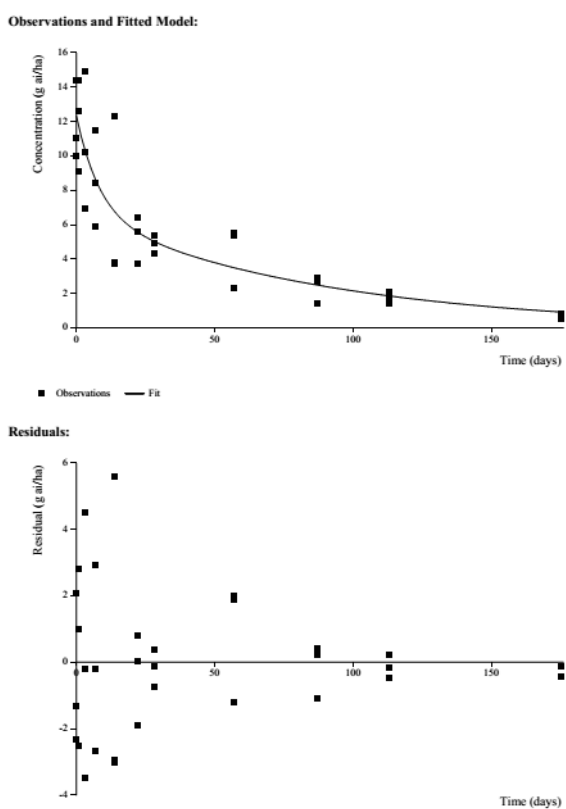 Observations and Fitted Model:
Concentration (g ai/ha)
16
14
12
10
8
6
4
2
0
0 50 100 150
Time (days)
Observations Fit
Residuals:
Residual (g ai/ha)
6
4
2
0
0 50 100 150
-2
-4
Time (days)